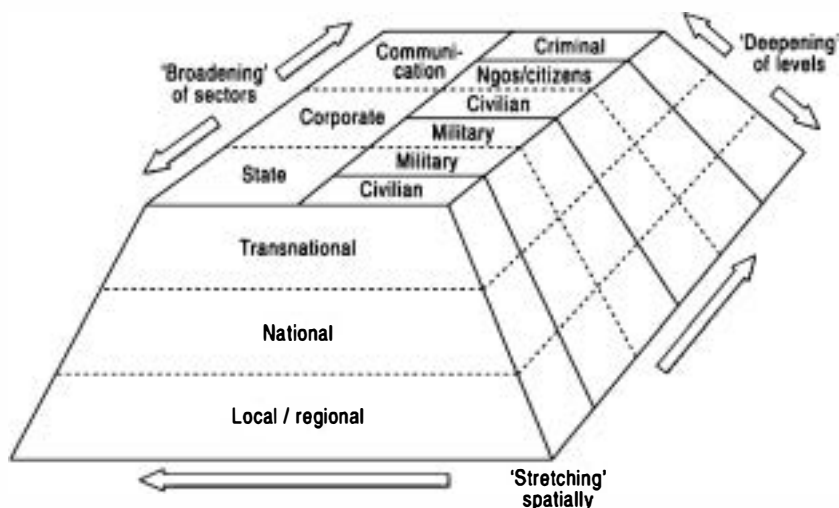 'Broadening'
of sectors
Communi-
cation
Criminal
Ngos/citizens
'Deepening'
of levels
Corporate
Civilian
Military
State
Military
Civilian
Transnational
National
Local / regional
'Stretching'
spatially